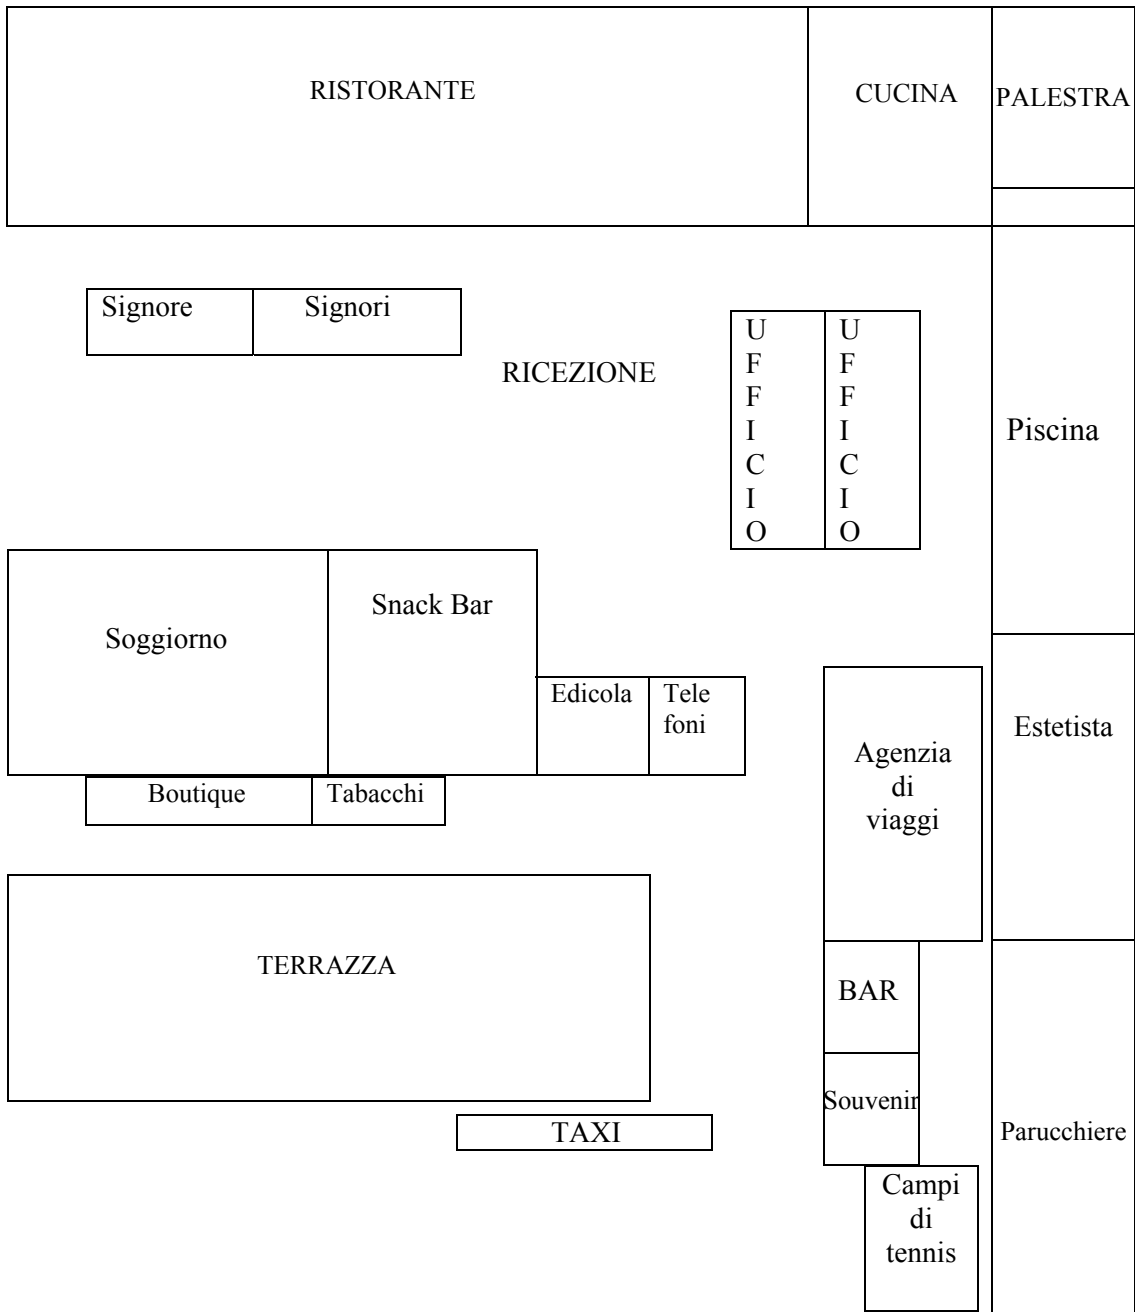 RISTORANTE
CUCINA
PALESTRA
Signore
Signori
RICEZIONE
U
F
F
I
C
I
O
U
F
F
I
C
I
O
Piscina
Soggiorno
Snack Bar
Edicola
Tele
foni
Boutique
Tabacchi
Agenzia
di
viaggi
Estetista
TERRAZZA
BAR
Souvenir
TAXI
Parucchiere
Campi
di
tennis